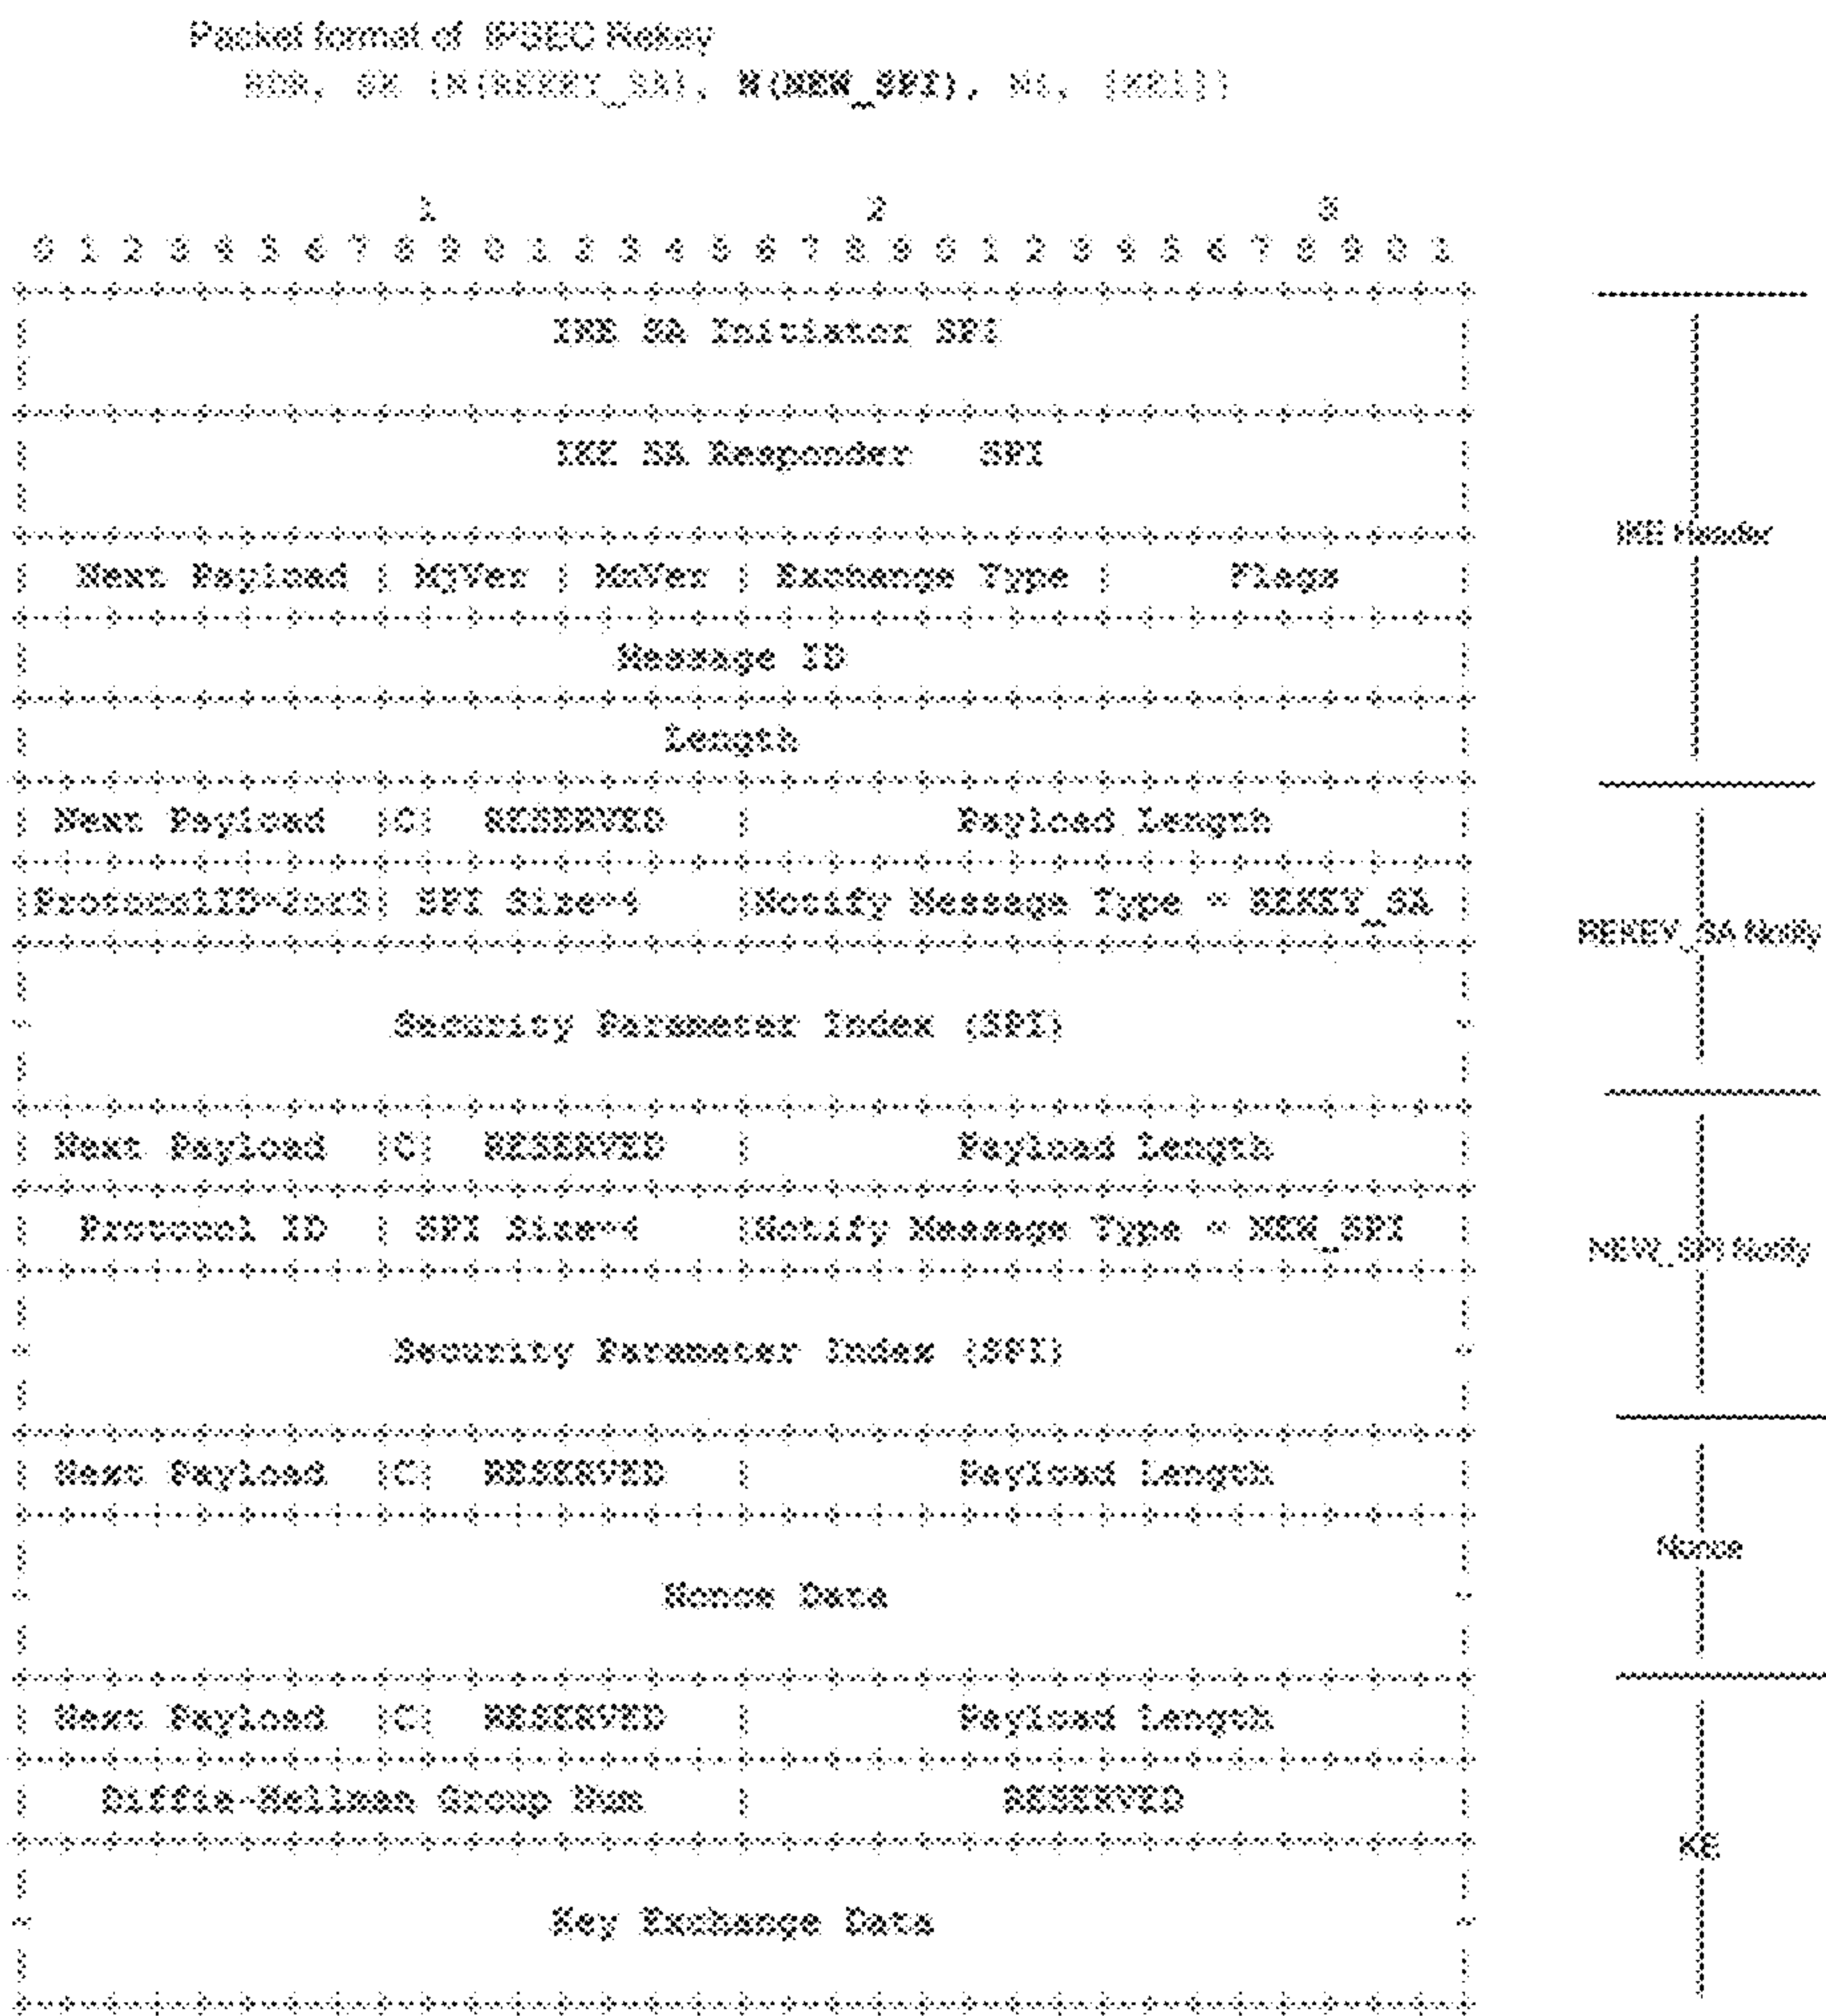 Packet format of IPSEC Rekey
HDR, SK {N(REKEY_SA), N(NEW_SPI), Ni, [KEi]}
1 2 3
0 1 2 3 4 5 6 7 8 9 0 1 2 3 4 5 6 7 8 9 0 1 2 3 4 5 6 7 8 9 0 1
IKE SA Initiator SPI
IKE SA Responder SPI
IKE Header
| Next Payload | MjVer | MnVer | Exchange Type | Flags |
Message ID
Length
| Next Payload |C| RESERVED | Payload Length |
|ProtocolID=2or3| SPI Size=4 |Notify Message Type = REKEY_SA |
REKEY_SA Notify
Security Parameter Index (SPI)
| Next Payload |C| RESERVED | Payload Length |
| Protocol ID | SPI Size=4 |Notify Message Type = NEW_SPI |
NEW_SPI Notify
Security Parameter Index (SPI)
| Next Payload |C| RESERVED | Payload Length |
Nonce
Nonce Data
| Next Payload |C| RESERVED | Payload Length |
| Diffie-Hellman Group Num | RESERVED |
KE
Key Exchange Data